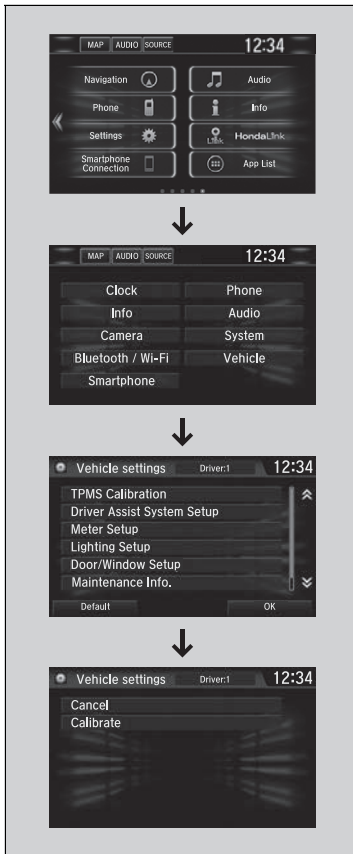 MAP AUDIO SOURCE 12:34
Navigation Audio
Phone Info
Settings Link HondaLink
Smartphone
Connection App List
MAP AUDIO SOURCE 12:34
Clock Phone
Info Audio
Camera System
Bluetooth / Wi-Fi Vehicle
Smartphone
Vehicle settings Driver:1 12:34
TPMS Calibration
Driver Assist System Setup
Meter Setup
Lighting Setup
Door/Window Setup
Maintenance Info.
Default OK
Vehicle settings Driver:1 12:34
Cancel
Calibrate